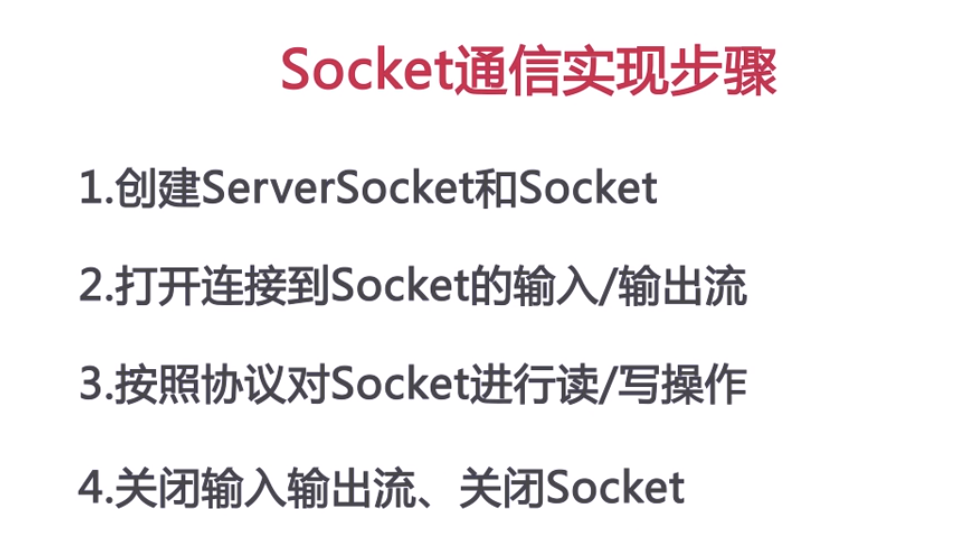 Socket通信实现步骤
1.创建ServerSocket和Socket
2.打开连接到Socket的输入/输出流
3.按照协议对Socket进行读/写操作
4.关闭输入输出流、关闭Socket